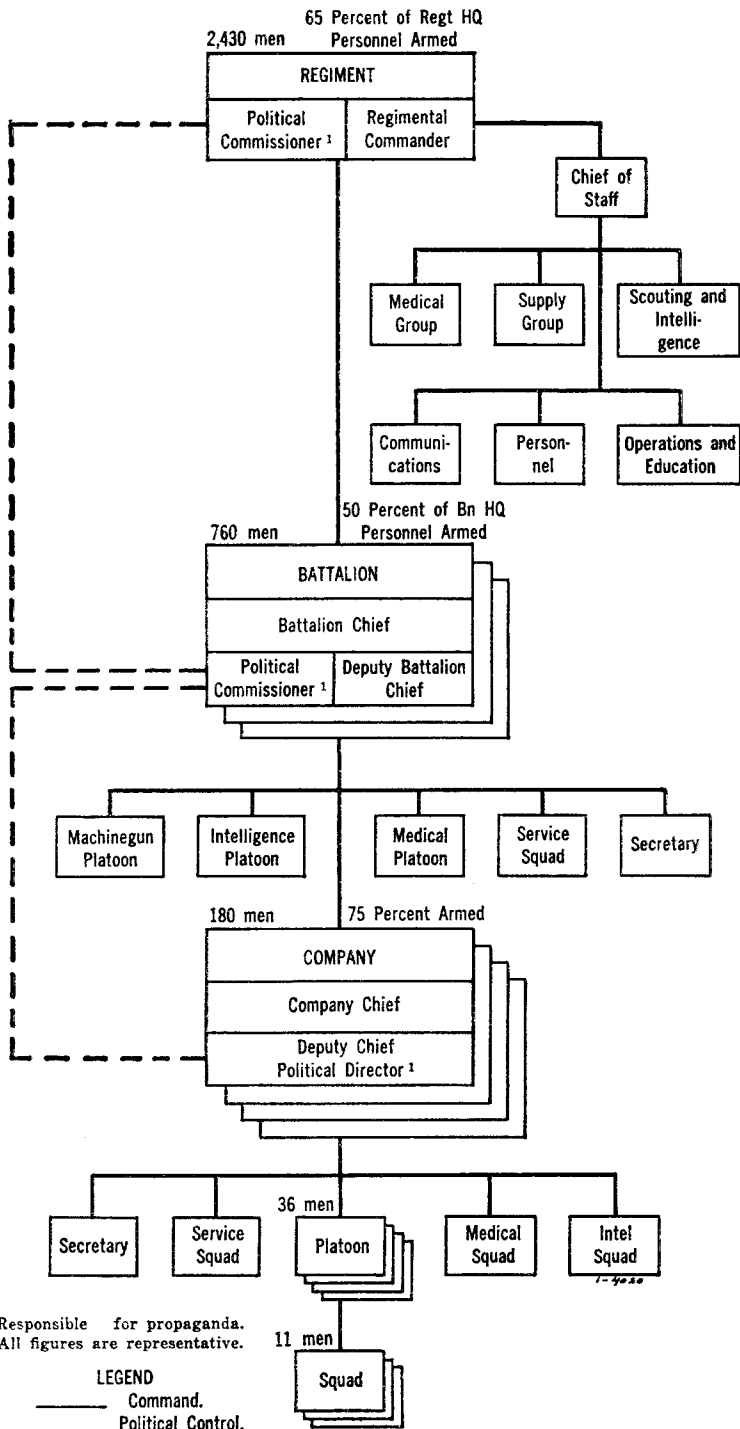 65 Percent of Regt HQ
2,430 men Personnel Armed
REGIMENT
Political
Commissioner ¹
Regimental
Commander
Chief of
Staff
Medical
Group
Supply
Group
Scouting and
Intelli-
gence
Communi-
cations
Person-
nel
Operations and
Education
50 Percent of Bn HQ
760 men Personnel Armed
BATTALION
Battalion Chief
Political
Commissioner ¹
Deputy Battalion
Chief
Machinegun
Platoon
Intelligence
Platoon
Medical
Platoon
Service
Squad
Secretary
180 men 75 Percent Armed
COMPANY
Company Chief
Deputy Chief
Political Director ¹
Secretary
Service
Squad
36 men
Platoon
Medical
Squad
Intel
Squad
1-4020
Responsible for propaganda.
All figures are representative.
11 men
Squad
LEGEND
Command.
Political Control.